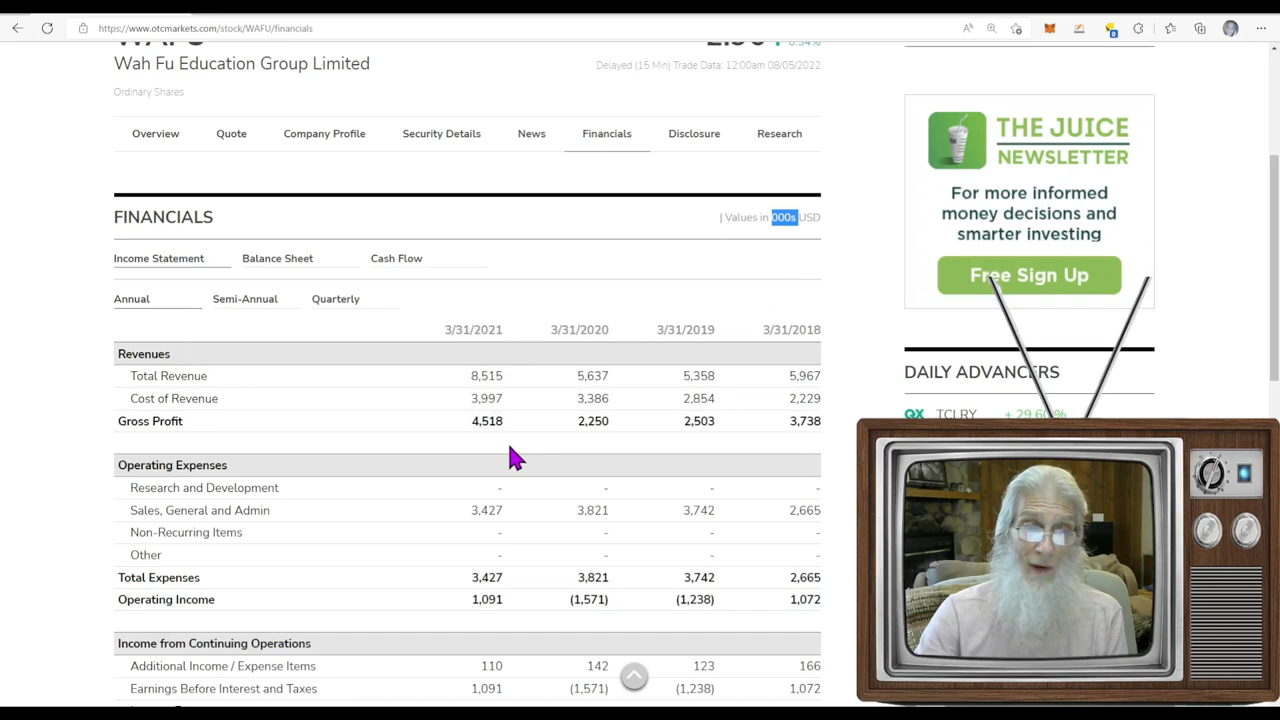 https://www.otcmarkets.com/stock/WAFU/financials
Wah Fu Education Group Limited
Delayed (15 Min) Trade Data: 12:00am 08/05/2022
Ordinary Shares
Overview Quote Company Profile Security Details News Financials Disclosure Research
FINANCIALS | Values in 000s USD
Income Statement Balance Sheet Cash Flow
Annual Semi-Annual Quarterly
3/31/2021 3/31/2020 3/31/2019 3/31/2018
Revenues
Total Revenue 8,515 5,637 5,358 5,967
Cost of Revenue 3,997 3,386 2,854 2,229
Gross Profit 4,518 2,250 2,503 3,738
Operating Expenses
Research and Development - - - -
Sales, General and Admin 3,427 3,821 3,742 2,665
Non-Recurring Items - - - -
Other - - - -
Total Expenses 3,427 3,821 3,742 2,665
Operating Income 1,091 (1,571) (1,238) 1,072
Income from Continuing Operations
Additional Income / Expense Items 110 142 123 166
Earnings Before Interest and Taxes 1,091 (1,571) (1,238) 1,072
THE JUICE
NEWSLETTER
For more informed
money decisions and
smarter investing
Free Sign Up
DAILY ADVANCERS
QX TCLRY + 29.60 %